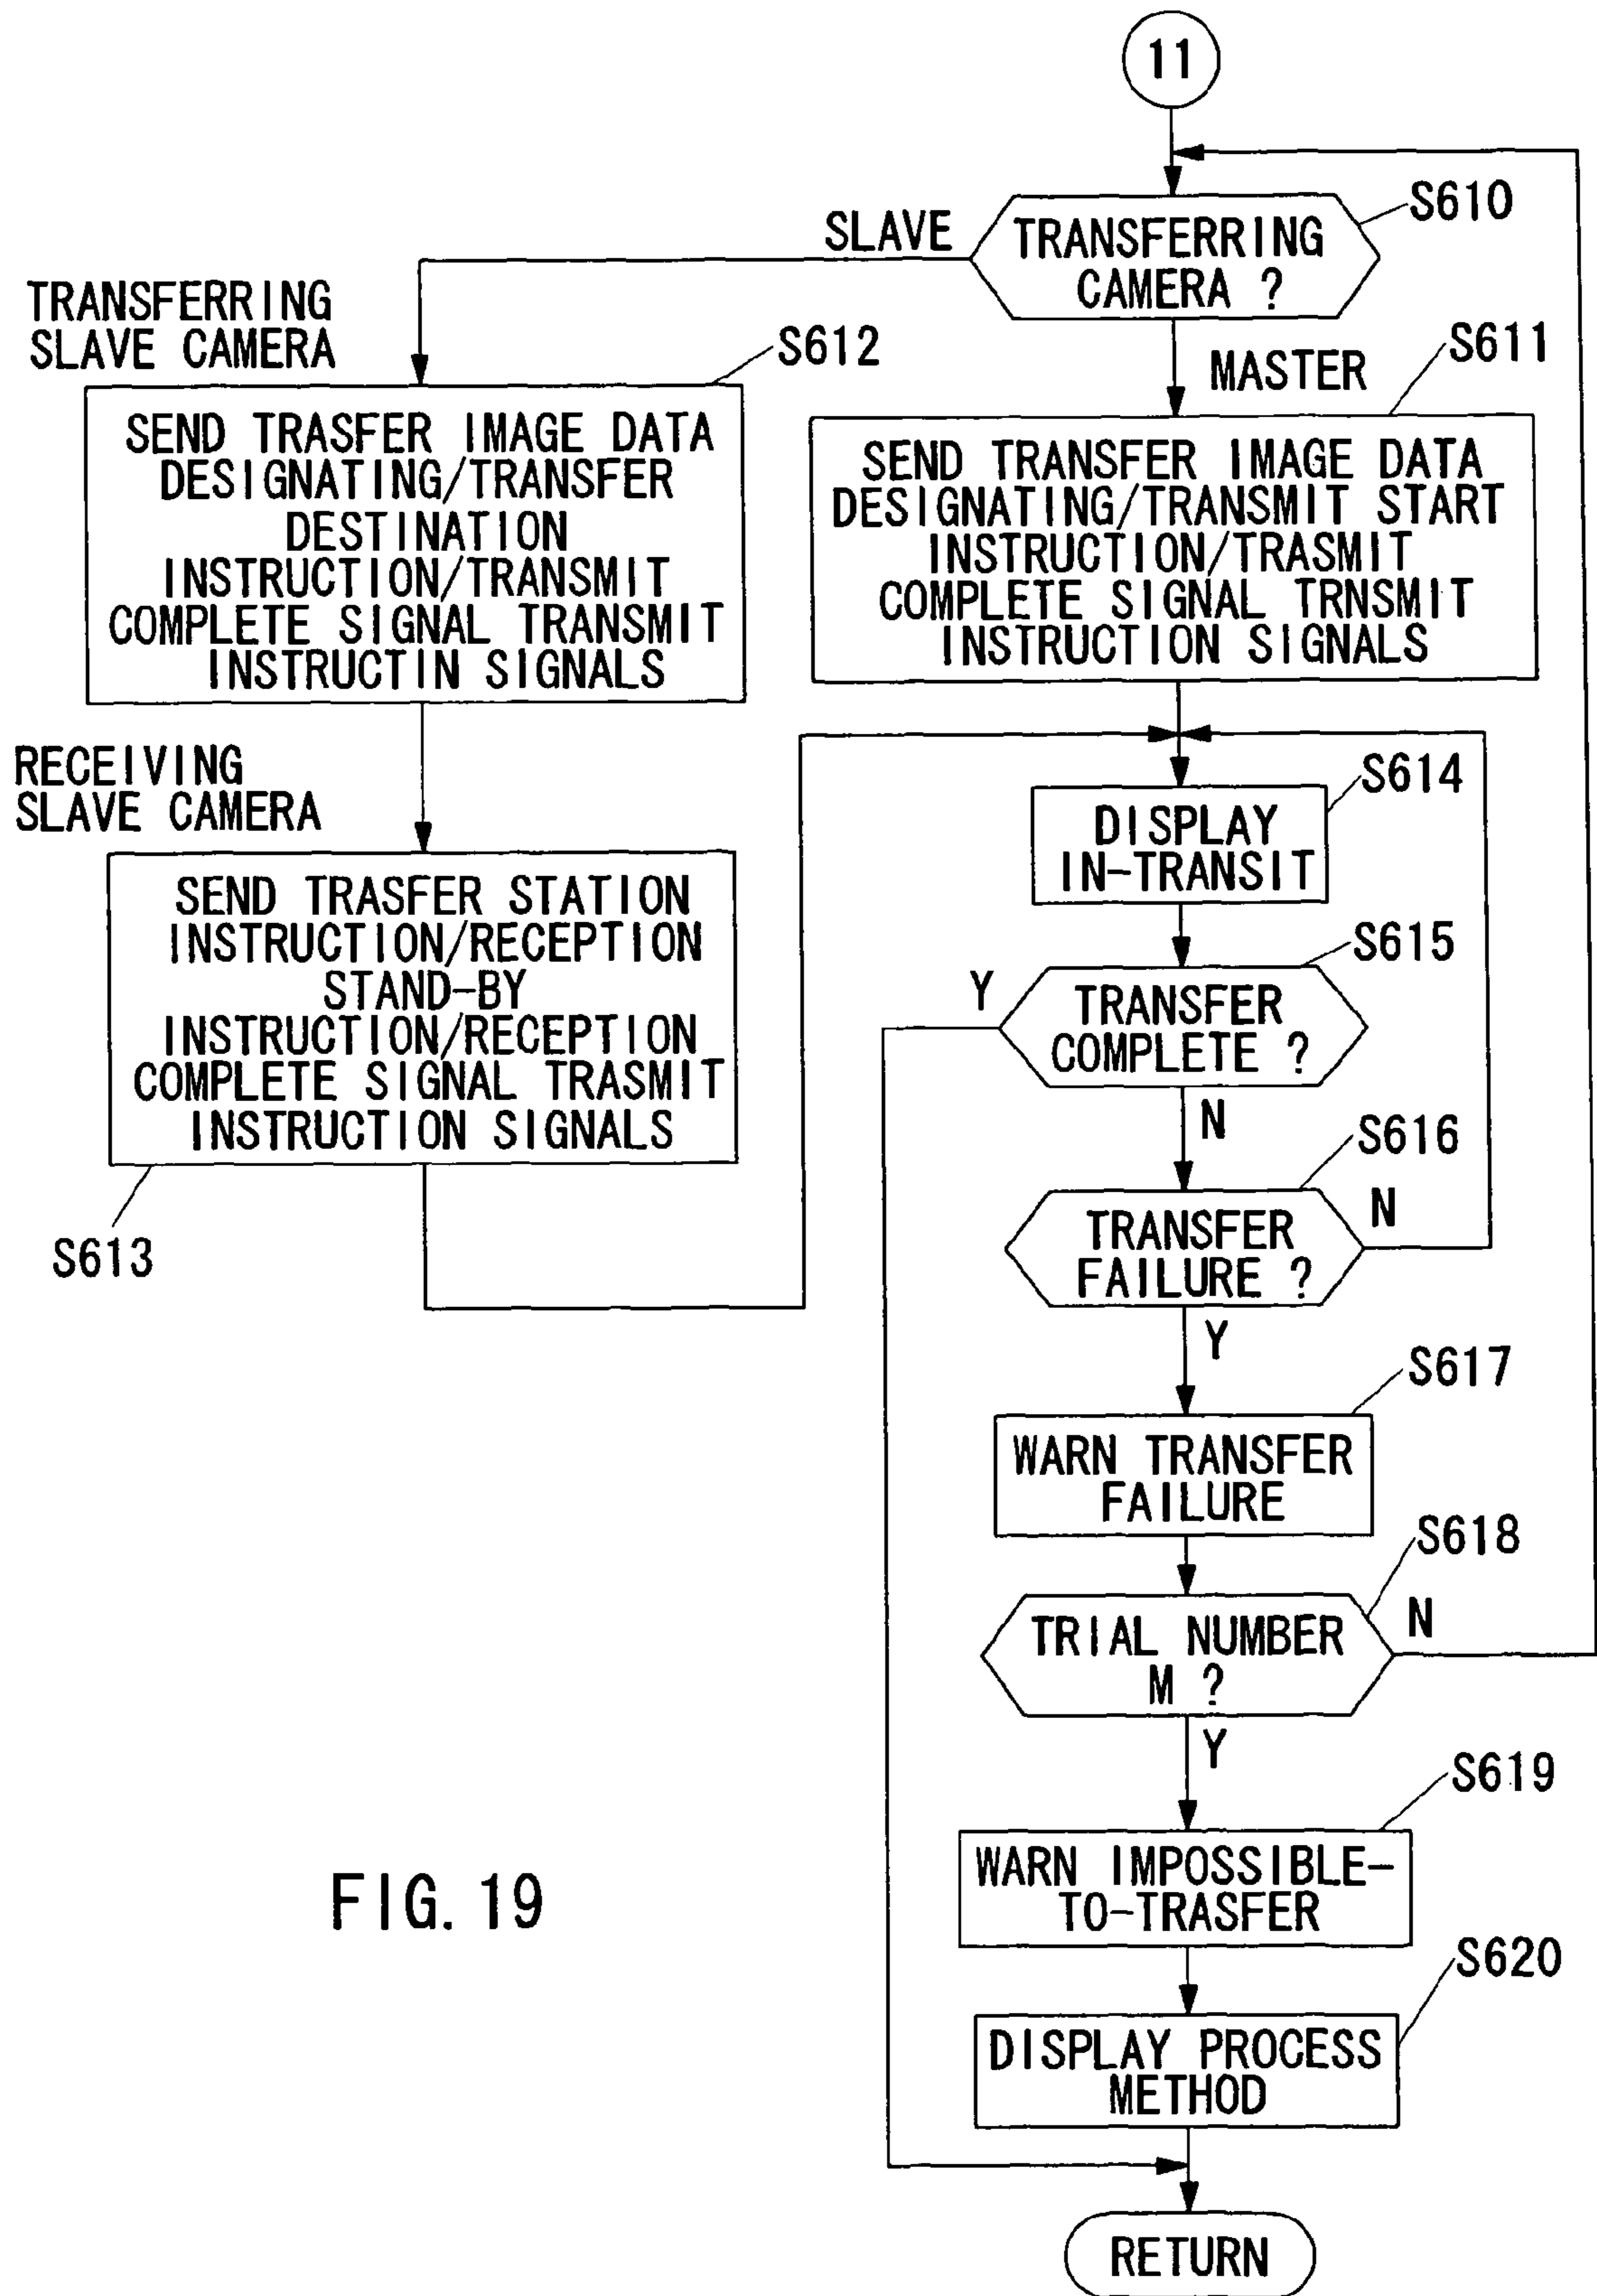 11
TRANSFERRING
CAMERA ?
S610
SLAVE
MASTER
TRANSFERRING
SLAVE CAMERA
S612
SEND TRASFER IMAGE DATA
DESIGNATING/TRANSFER
DESTINATION
INSTRUCTION/TRANSMIT
COMPLETE SIGNAL TRANSMIT
INSTRUCTIN SIGNALS
S611
SEND TRANSFER IMAGE DATA
DESIGNATING/TRANSMIT START
INSTRUCTION/TRASMIT
COMPLETE SIGNAL TRNSMIT
INSTRUCTION SIGNALS
RECEIVING
SLAVE CAMERA
SEND TRASFER STATION
INSTRUCTION/RECEPTION
STAND-BY
INSTRUCTION/RECEPTION
COMPLETE SIGNAL TRASMIT
INSTRUCTION SIGNALS
S613
S614
DISPLAY
IN-TRANSIT
S615
Y
TRANSFER
COMPLETE ?
N
S616
TRANSFER
FAILURE ?
N
Y
S617
WARN TRANSFER
FAILURE
S618
TRIAL NUMBER
M ?
N
Y
S619
WARN IMPOSSIBLE-
TO-TRASFER
S620
DISPLAY PROCESS
METHOD
RETURN
FIG. 19